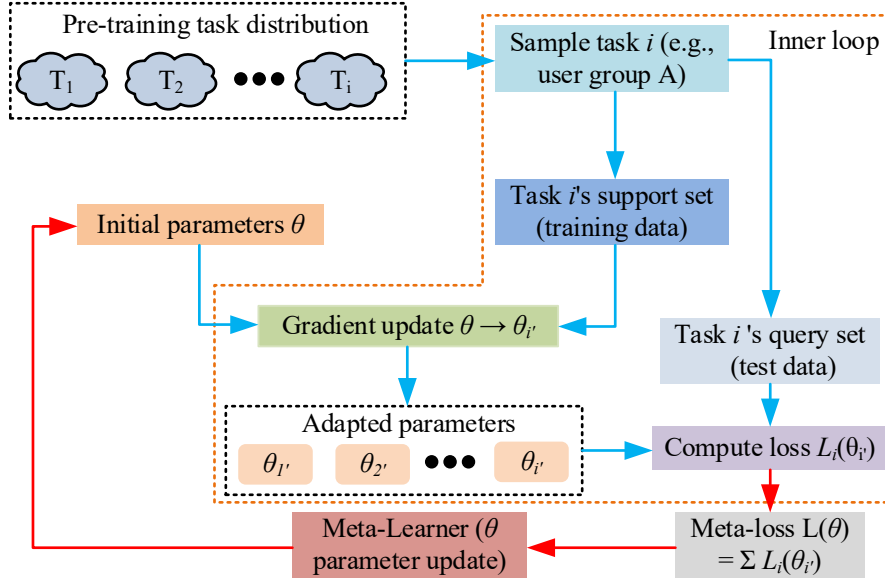 Pre-training task distribution
T₁
T₂
Tᵢ
Sample task i (e.g.,
user group A)
Inner loop
Task i's support set
(training data)
Initial parameters θ
Gradient update θ → θᵢ′
Task i 's query set
(test data)
Adapted parameters
θ₁′
θ₂′
θᵢ′
Compute loss Lᵢ(θᵢ′)
Meta-Learner (θ
parameter update)
Meta-loss L(θ)
= Σ Lᵢ(θᵢ′)